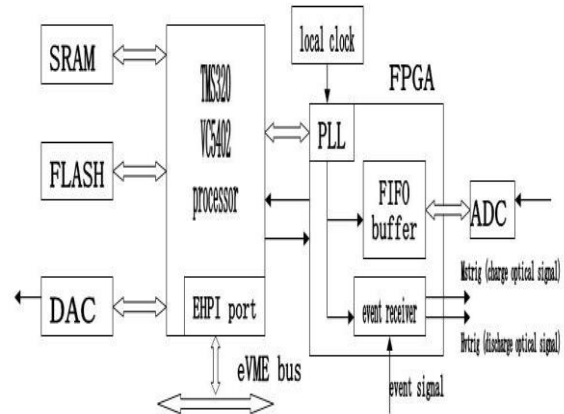 local clock
SRAM
TMS320
VC5402
processor
FPGA
PLL
FLASH
FIFO
buffer
ADC
DAC
EHPI port
event receiver
Mstrig (charge optical signal)
Hvtrig (discharge optical signal)
eVME bus
event signal